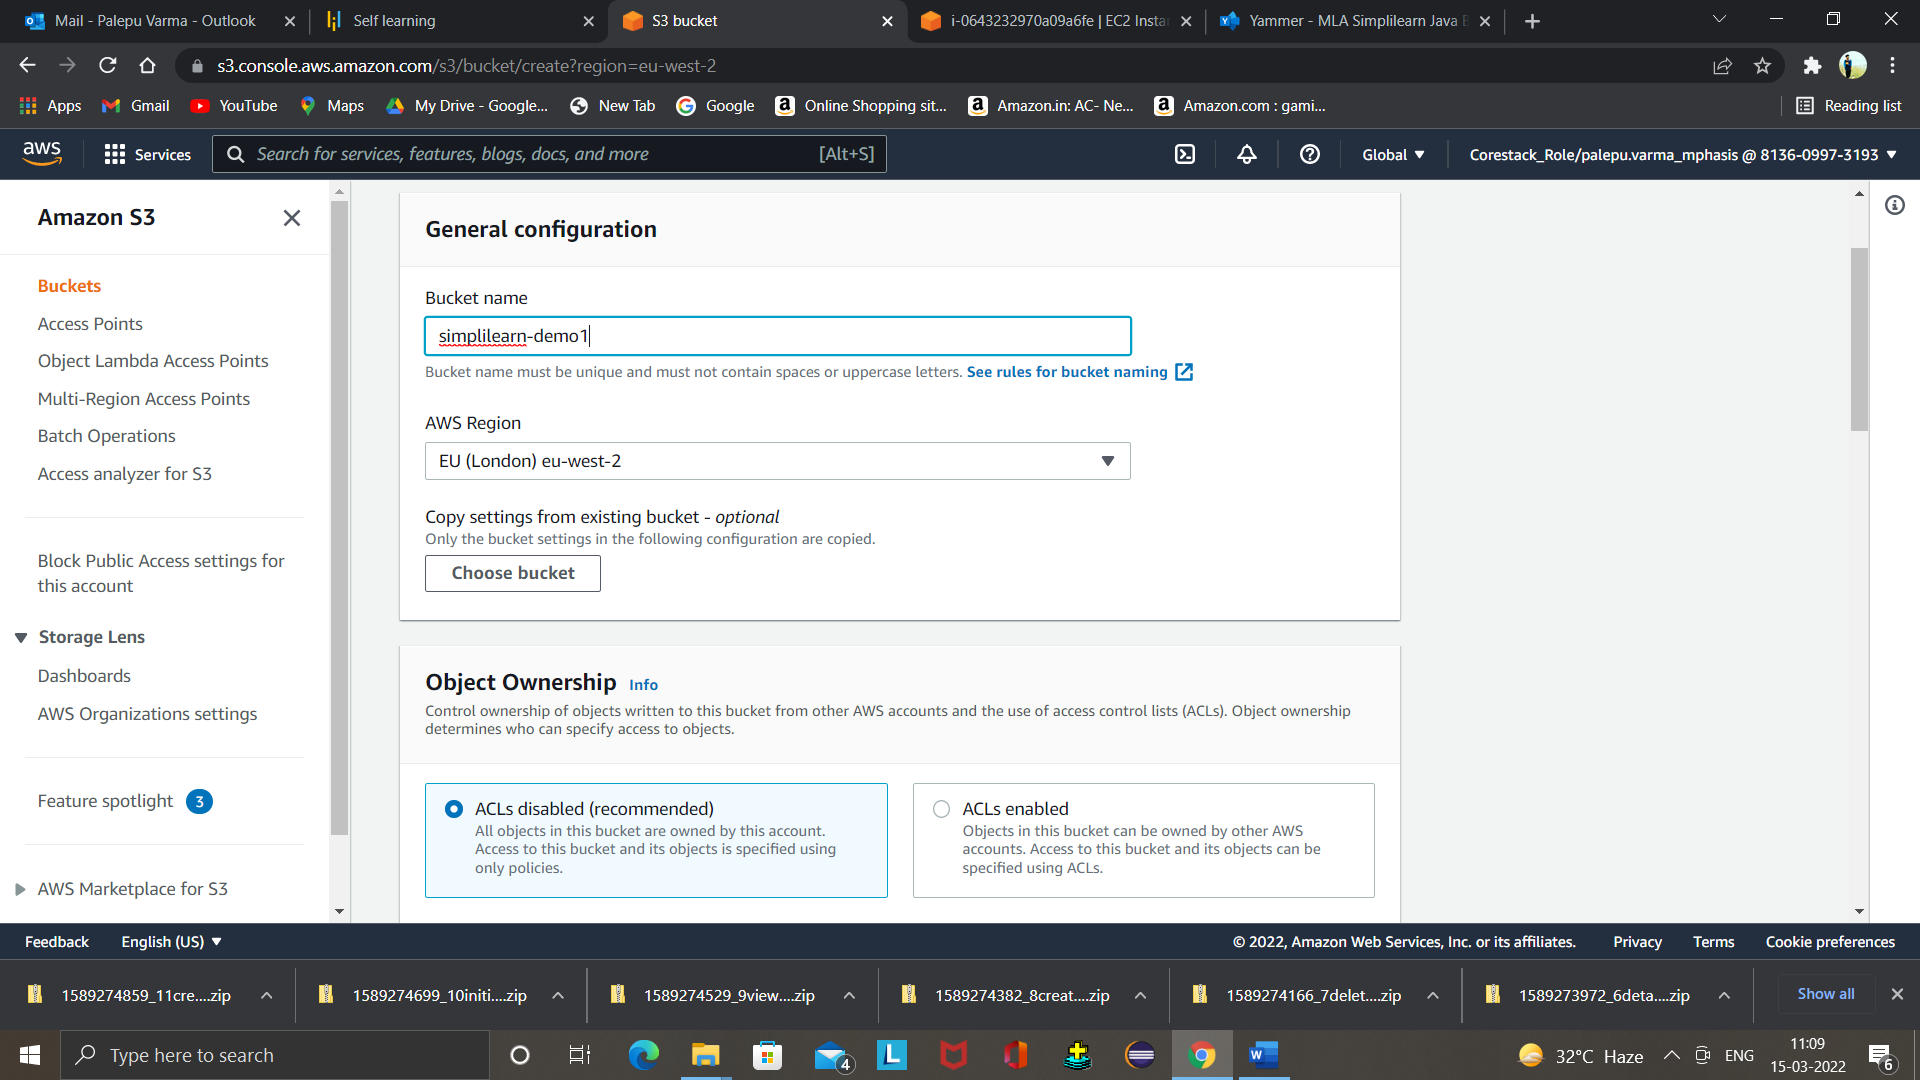 Mail - Palepu Varma - Outlook
Self learning
S3 bucket
i-0643232970a09a6fe | EC2 Insta
Yammer - MLA Simplilearn Java B
s3.console.aws.amazon.com/s3/bucket/create?region=eu-west-2
Apps
Gmail
YouTube
Maps
My Drive - Google...
New Tab
Google
Online Shopping sit...
Amazon.in: AC- Ne...
Amazon.com : gami...
Reading list
aws
Services
Search for services, features, blogs, docs, and more
[Alt+S]
Global
Corestack_Role/palepu.varma_mphasis @ 8136-0997-3193
Amazon S3
Buckets
Access Points
Object Lambda Access Points
Multi-Region Access Points
Batch Operations
Access analyzer for S3
Block Public Access settings for
this account
Storage Lens
Dashboards
AWS Organizations settings
Feature spotlight 3
AWS Marketplace for S3
General configuration
Bucket name
simplilearn-demo1
Bucket name must be unique and must not contain spaces or uppercase letters. See rules for bucket naming
AWS Region
EU (London) eu-west-2
Copy settings from existing bucket - optional
Only the bucket settings in the following configuration are copied.
Choose bucket
Object Ownership Info
Control ownership of objects written to this bucket from other AWS accounts and the use of access control lists (ACLs). Object ownership
determines who can specify access to objects.
ACLs disabled (recommended)
All objects in this bucket are owned by this account.
Access to this bucket and its objects is specified using
only policies.
ACLs enabled
Objects in this bucket can be owned by other AWS
accounts. Access to this bucket and its objects can be
specified using ACLs.
Feedback
English (US)
© 2022, Amazon Web Services, Inc. or its affiliates.
Privacy
Terms
Cookie preferences
1589274859_11cre....zip
1589274699_10initi....zip
1589274529_9view....zip
1589274382_8creat....zip
1589274166_7delet....zip
1589273972_6deta....zip
Show all
Type here to search
4
L
W
32°C Haze
ENG
11:09
15-03-2022
6